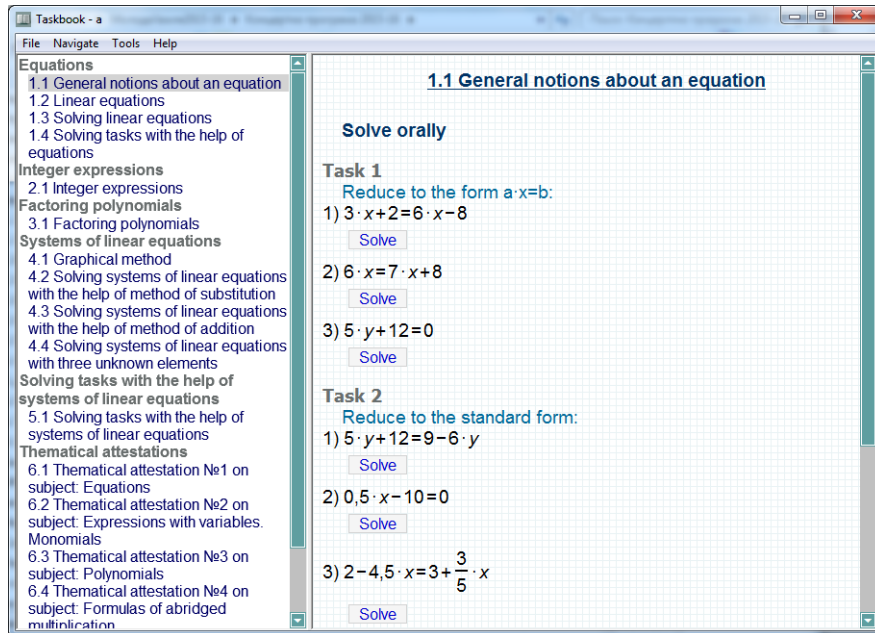 Taskbook - a
File Navigate Tools Help
Equations
1.1 General notions about an equation
1.2 Linear equations
1.3 Solving linear equations
1.4 Solving tasks with the help of
equations
Integer expressions
2.1 Integer expressions
Factoring polynomials
3.1 Factoring polynomials
Systems of linear equations
4.1 Graphical method
4.2 Solving systems of linear equations
with the help of method of substitution
4.3 Solving systems of linear equations
with the help of method of addition
4.4 Solving systems of linear equations
with three unknown elements
Solving tasks with the help of
systems of linear equations
5.1 Solving tasks with the help of
systems of linear equations
Thematical attestations
6.1 Thematical attestation №1 on
subject: Equations
6.2 Thematical attestation №2 on
subject: Expressions with variables.
Monomials
6.3 Thematical attestation №3 on
subject: Polynomials
6.4 Thematical attestation №4 on
subject: Formulas of abridged
multiplication
1.1 General notions about an equation
Solve orally
Task 1
Reduce to the form a·x=b:
1) 3·x+2=6·x−8
Solve
2) 6·x=7·x+8
Solve
3) 5·y+12=0
Solve
Task 2
Reduce to the standard form:
1) 5·y+12=9−6·y
Solve
2) 0,5·x−10=0
Solve
3) 2−4,5·x=3+3/5·x
Solve